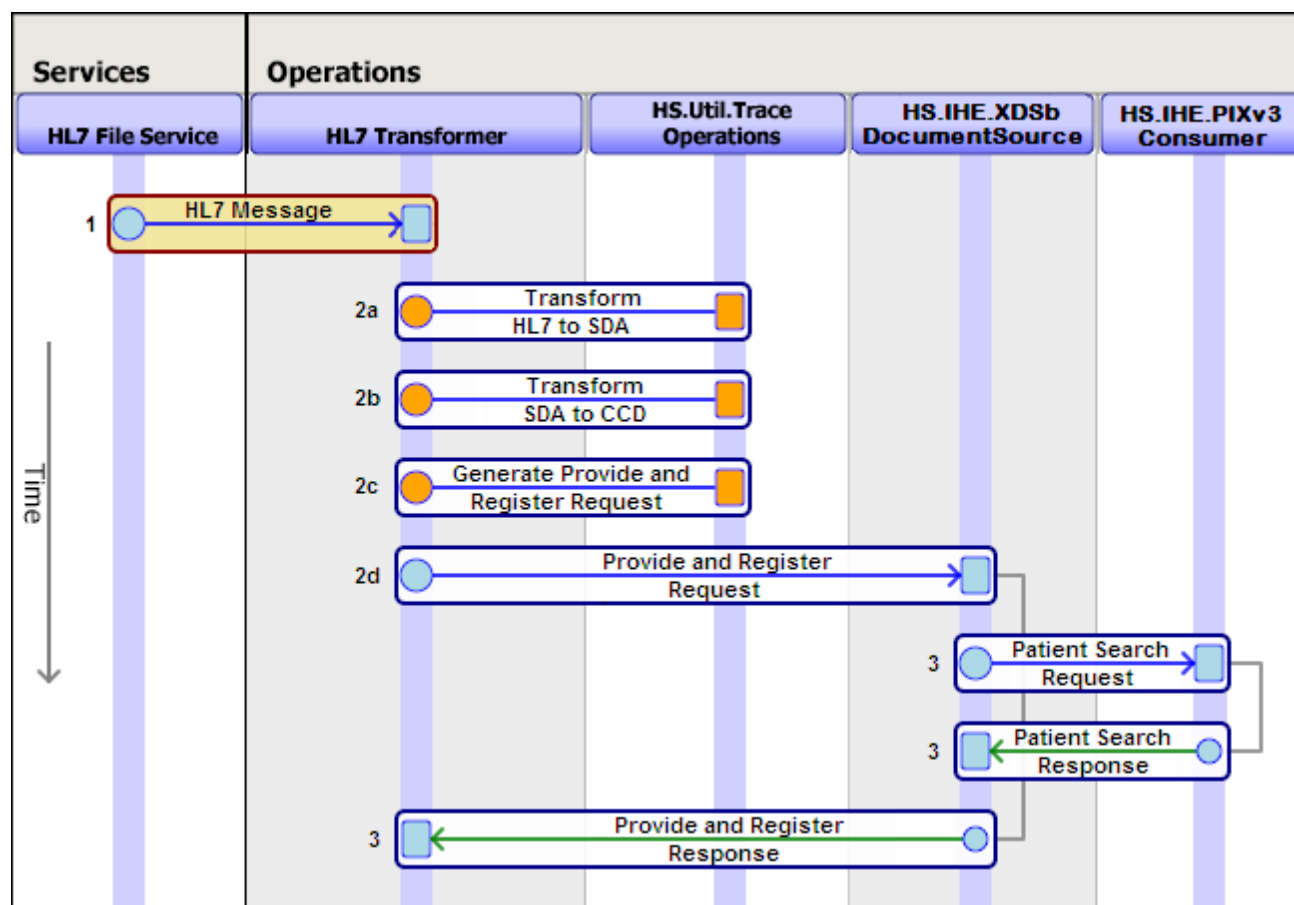 Services
Operations
HL7 File Service
HL7 Transformer
HS.Util.Trace
Operations
HS.IHE.XDSb
DocumentSource
HS.IHE.PIXv3
Consumer
1
HL7 Message
2a
Transform
HL7 to SDA
2b
Transform
SDA to CCD
Time
2c
Generate Provide and
Register Request
2d
Provide and Register
Request
3
Patient Search
Request
3
Patient Search
Response
3
Provide and Register
Response